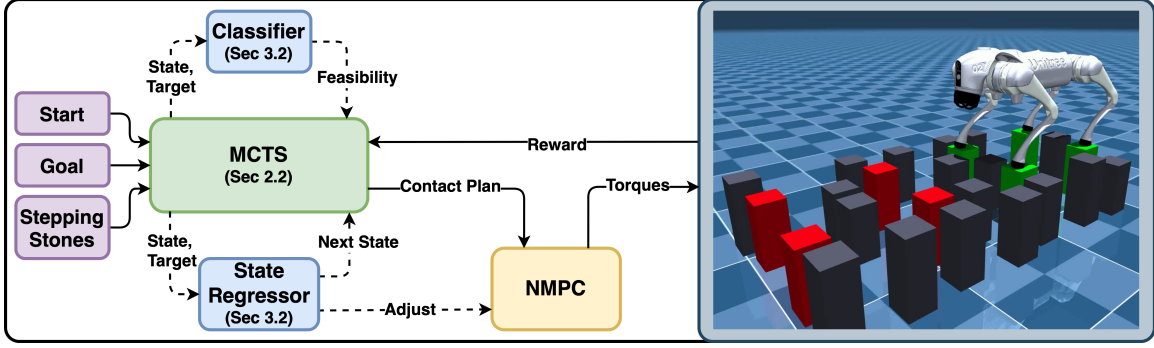 Classifier
(Sec 3.2)
State,
Target
Feasibility
Start
Goal
Stepping
Stones
MCTS
(Sec 2.2)
Reward
Contact Plan
Torques
State,
Target
Next State
State
Regressor
(Sec 3.2)
Adjust
NMPC
Unitree